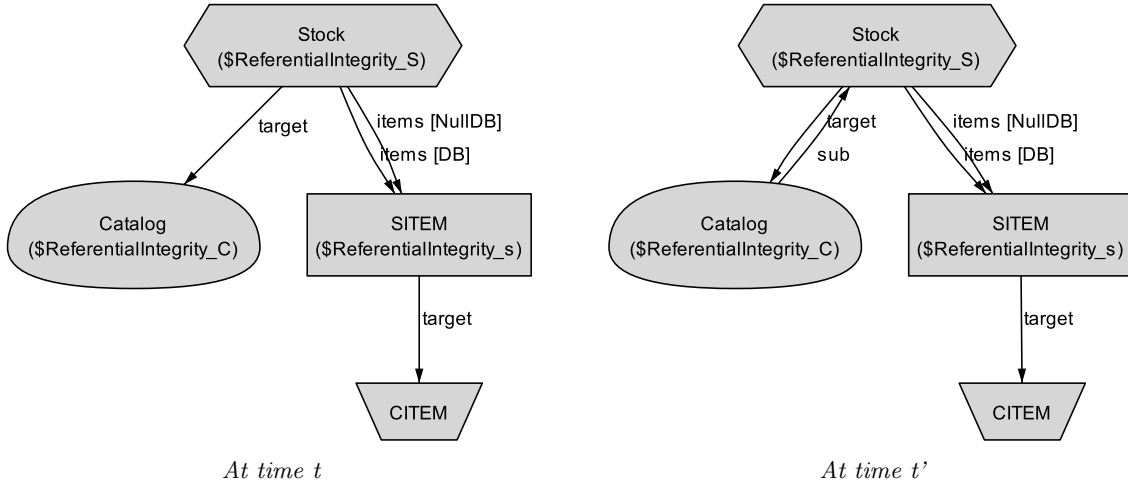 Stock
($ReferentialIntegrity_S)
target
items [NullDB]
items [DB]
Catalog
($ReferentialIntegrity_C)
SITEM
($ReferentialIntegrity_s)
target
CITEM
At time t
Stock
($ReferentialIntegrity_S)
target
items [NullDB]
sub
items [DB]
Catalog
($ReferentialIntegrity_C)
SITEM
($ReferentialIntegrity_s)
target
CITEM
At time t'